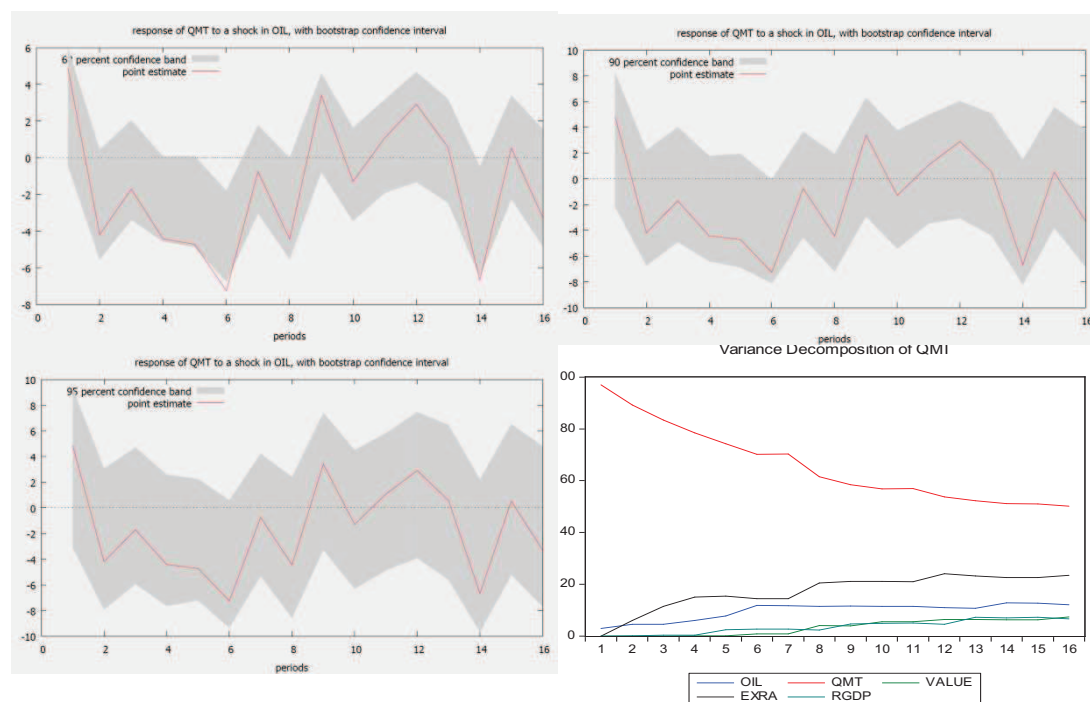 response of QMT to a shock in OIL, with bootstrap confidence interval
percent confidence band
point estimate
6
4
2
0
-2
-4
-6
-8
0 2 4 6 8 10 12 14 16
periods
response of QMT to a shock in OIL, with bootstrap confidence interval
90 percent confidence band
point estimate
10
8
6
4
2
0
-2
-4
-6
-8
-10
0 2 4 6 8 10 12 14 16
periods
response of QMT to a shock in OIL, with bootstrap confidence interval
95 percent confidence band
point estimate
10
8
6
4
2
0
-2
-4
-6
-8
-10
0 2 4 6 8 10 12 14 16
periods
Variance Decomposition of QMT
00
80
60
40
20
0
1 2 3 4 5 6 7 8 9 10 11 12 13 14 15 16
OIL QMT VALUE
EXRA RGDP